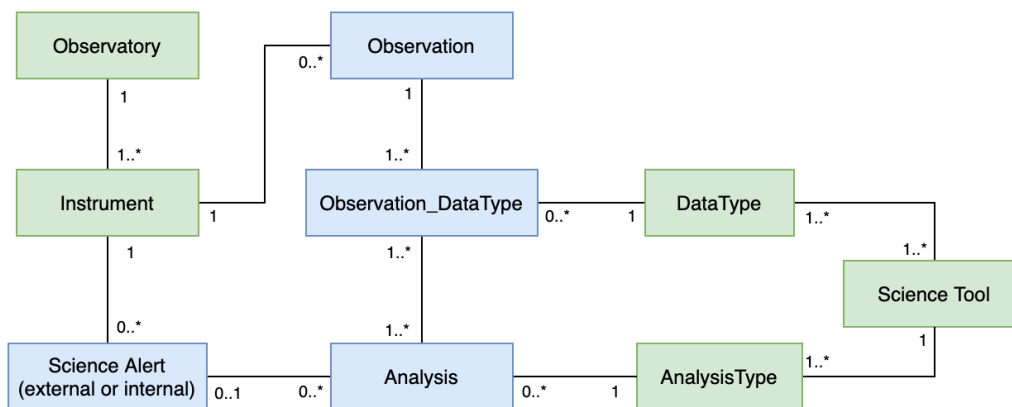 Observatory
Observation
0..*
1
1
1..*
1..*
Instrument
Observation_DataType
DataType
1
0..*
1
1..*
1
1..*
1..*
Science Tool
0..*
1..*
1
Science Alert
(external or internal)
Analysis
AnalysisType
1..*
0..1
0..*
0..*
1